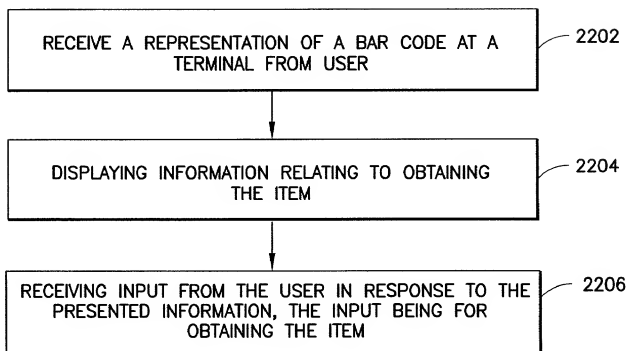 RECEIVE A REPRESENTATION OF A BAR CODE AT A
TERMINAL FROM USER
2202
DISPLAYING INFORMATION RELATING TO OBTAINING
THE ITEM
2204
RECEIVING INPUT FROM THE USER IN RESPONSE TO THE
PRESENTED INFORMATION, THE INPUT BEING FOR
OBTAINING THE ITEM
2206